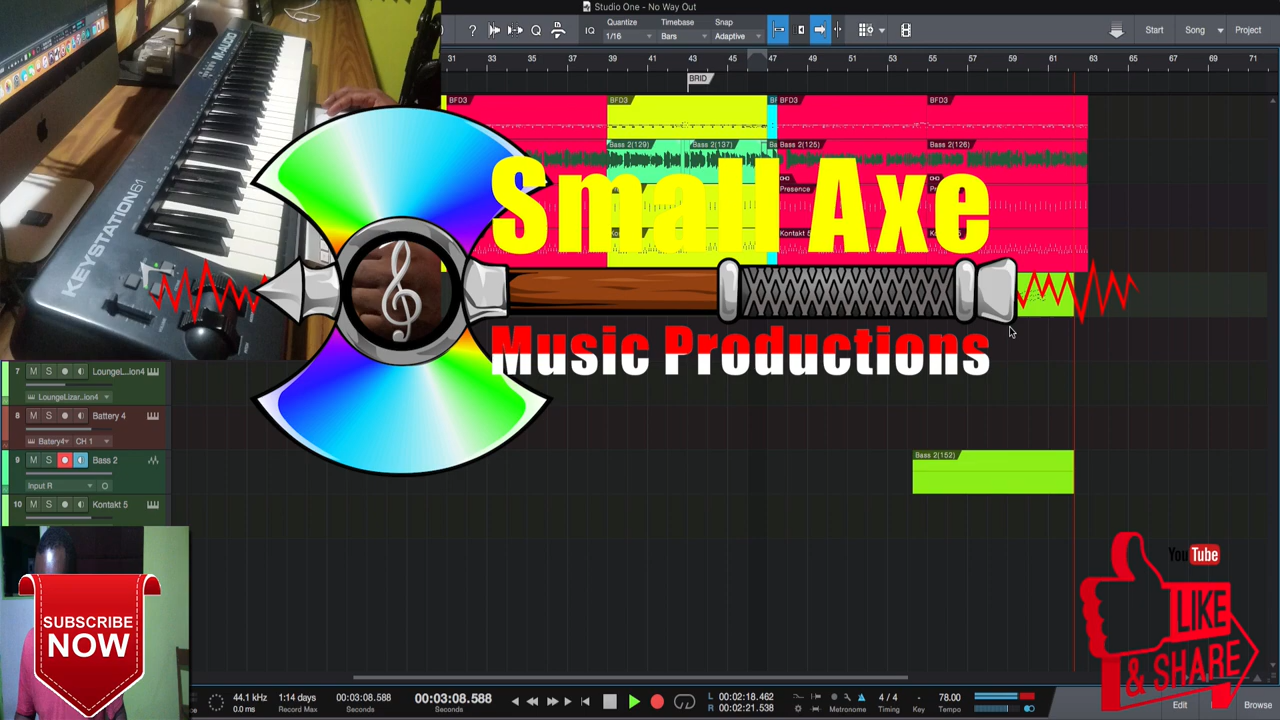 Studio One - No Way Out
Quantize Timebase Snap
IQ 1/16 Bars Adaptive
Start Song Project
31 33 35 37 39 41 43 45 47 49 51 53 55 57 59 61 63 65 67 69 71
BRID
BFD3 BFD3 BFD3 BFD3
Bass 2(129) Bass 2(137) Bass 2(125) Bass 2(126)
Presence
Kontakt 5
M-AUDIO
KEYSTATION61
Small Axe
Music Productions
7 M S LoungeL...ion4
LoungeLizar..ion4
8 M S Battery 4
Batery4 CH 1
9 M S Bass 2
Input R
10 M S Kontakt 5
Bass 2(152)
SUBSCRIBE
NOW
YouTube
LIKE
& SHARE
44.1 kHz 1:14 days 00:03:08.588 00:03:08.588 L 00:02:18.462 4 / 4 - 78.00
0.0 ms Record Max Seconds Seconds R 00:02:21.538 Metronome Timing Key Tempo
Edit Browse